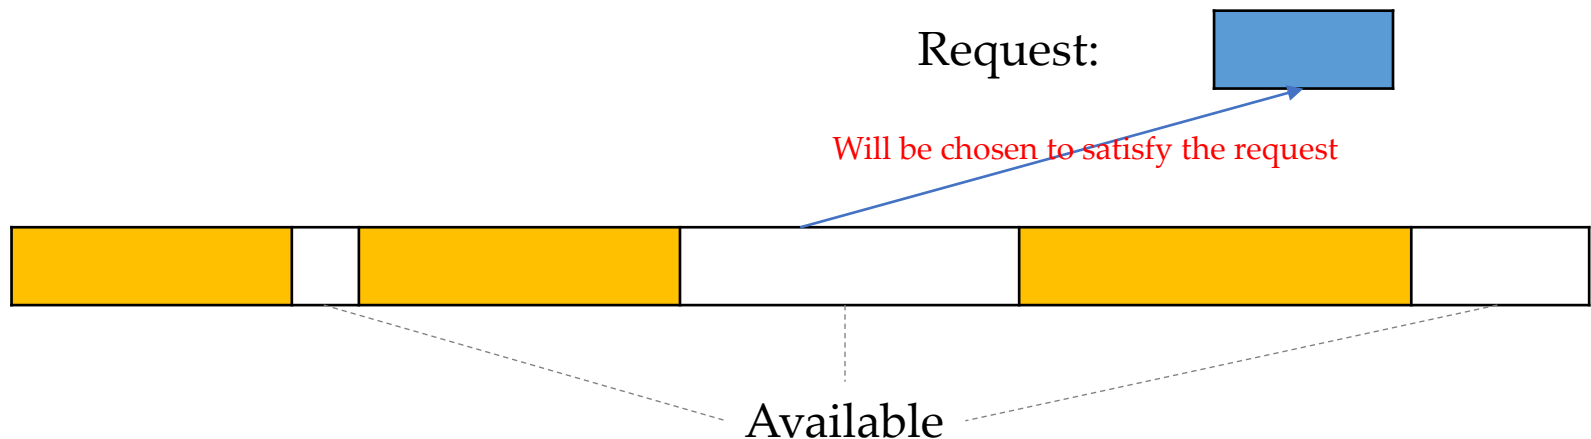 Request:
Will be chosen to satisfy the request
Available